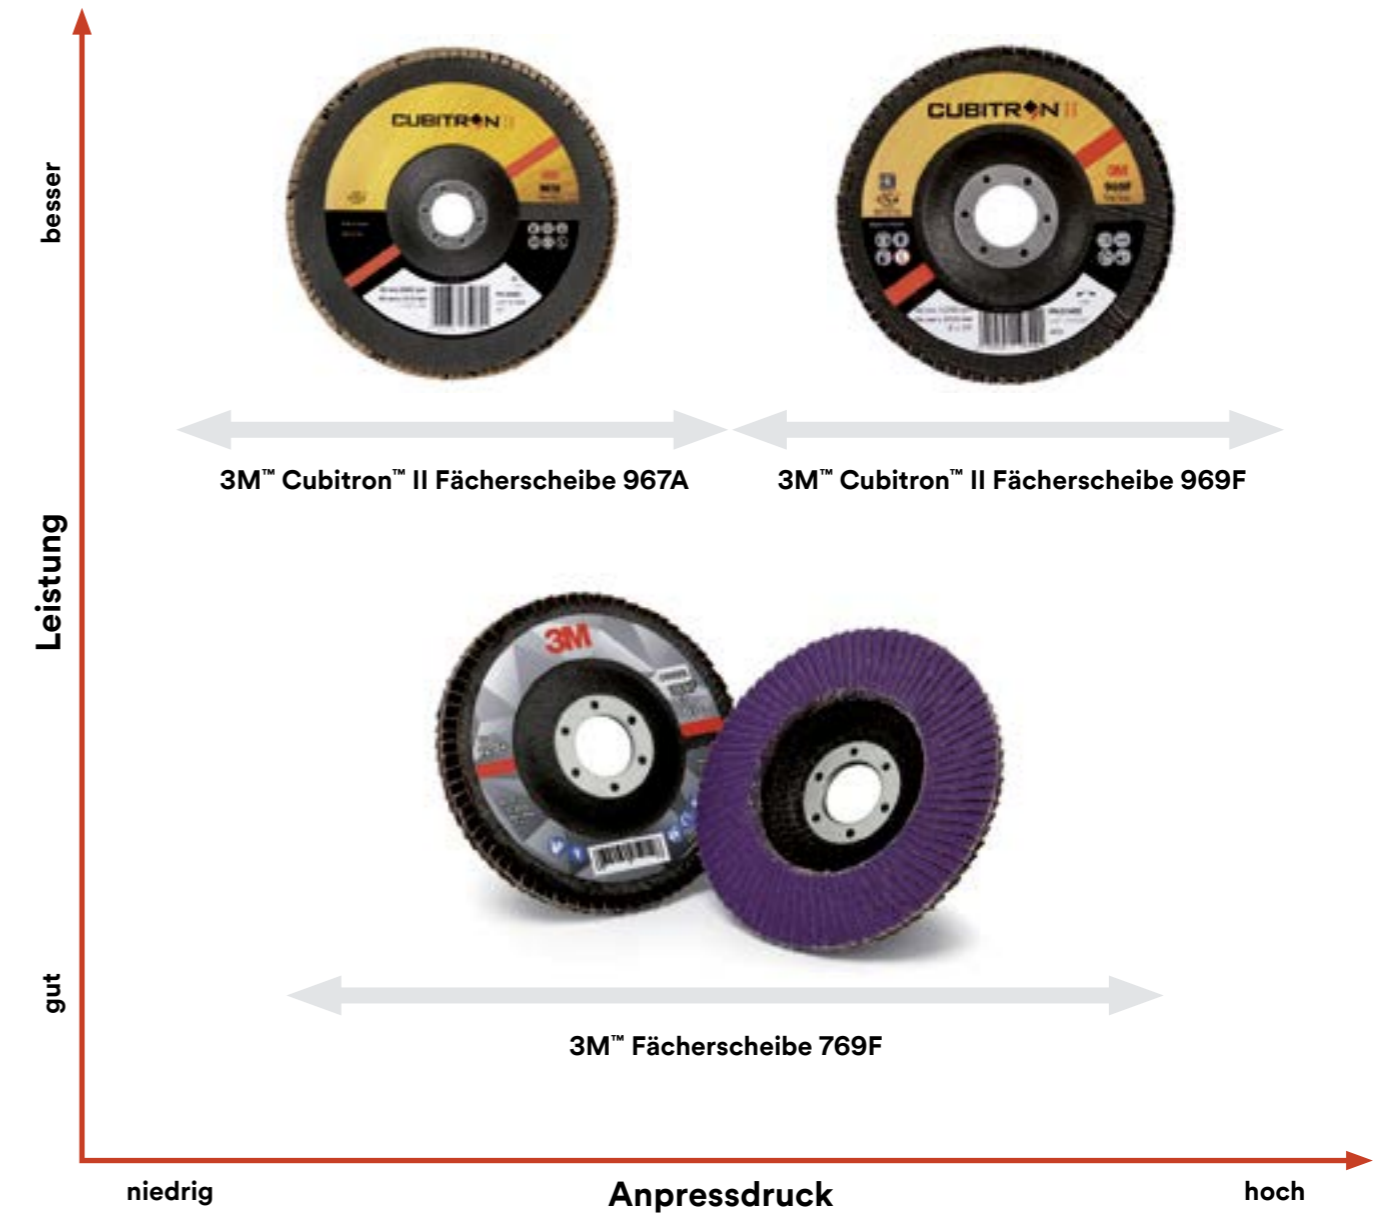 besser
CUBITRON II
CUBITRON II
3M
969F
3M™ Cubitron™ II Fächerscheibe 967A
3M™ Cubitron™ II Fächerscheibe 969F
Leistung
3M
gut
3M™ Fächerscheibe 769F
niedrig
Anpressdruck
hoch